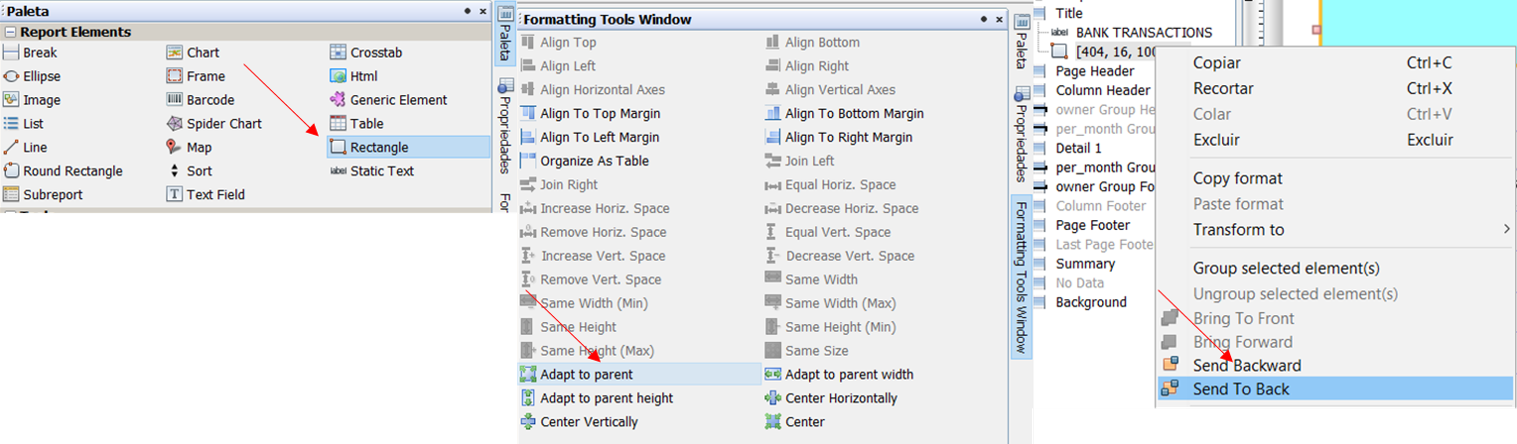 Paleta
Report Elements
Break Chart Crosstab
Ellipse Frame Html
Image Barcode Generic Element
List Spider Chart Table
Line Map Rectangle
Round Rectangle Sort Static Text
Subreport Text Field
Paleta
Propriedades
For
Formatting Tools Window
Align Top Align Bottom
Align Left Align Right
Align Horizontal Axes Align Vertical Axes
Align To Top Margin Align To Bottom Margin
Align To Left Margin Align To Right Margin
Organize As Table Join Left
Join Right Equal Horiz. Space
Increase Horiz. Space Decrease Horiz. Space
Remove Horiz. Space Equal Vert. Space
Increase Vert. Space Decrease Vert. Space
Remove Vert. Space Same Width
Same Width (Min) Same Width (Max)
Same Height Same Height (Min)
Same Height (Max) Same Size
Adapt to parent Adapt to parent width
Adapt to parent height Center Horizontally
Center Vertically Center
Paleta
Propriedades
Formatting Tools Window
Title
label BANK TRANSACTIONS
[404, 16, 100
Page Header
Column Header
owner Group He
per_month Grou
Detail 1
per_month Grou
owner Group Fo
Column Footer
Page Footer
Last Page Foote
Summary
No Data
Background
Copiar Ctrl+C
Recortar Ctrl+X
Colar Ctrl+V
Excluir Excluir
Copy format
Paste format
Transform to
Group selected element(s)
Ungroup selected element(s)
Bring To Front
Bring Forward
Send Backward
Send To Back